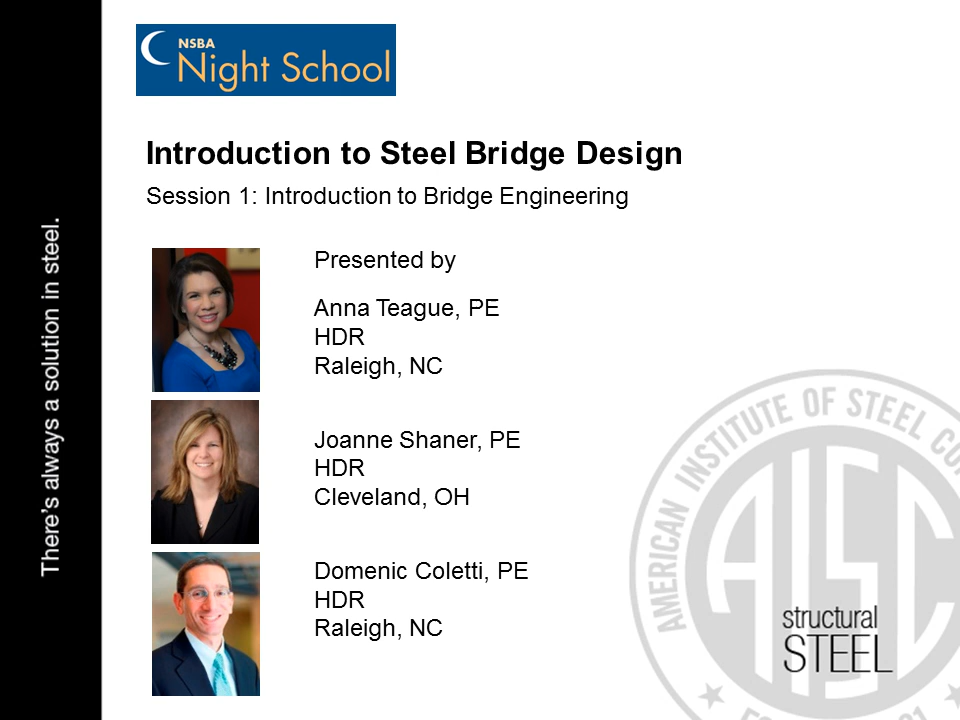 NSBA
Night School
Introduction to Steel Bridge Design
Session 1: Introduction to Bridge Engineering
Presented by
Anna Teague, PE
HDR
Raleigh, NC
Joanne Shaner, PE
HDR
Cleveland, OH
Domenic Coletti, PE
HDR
Raleigh, NC
There's always a solution in steel.
AMERICAN INSTITUTE OF STEEL
AISC
structural
STEEL